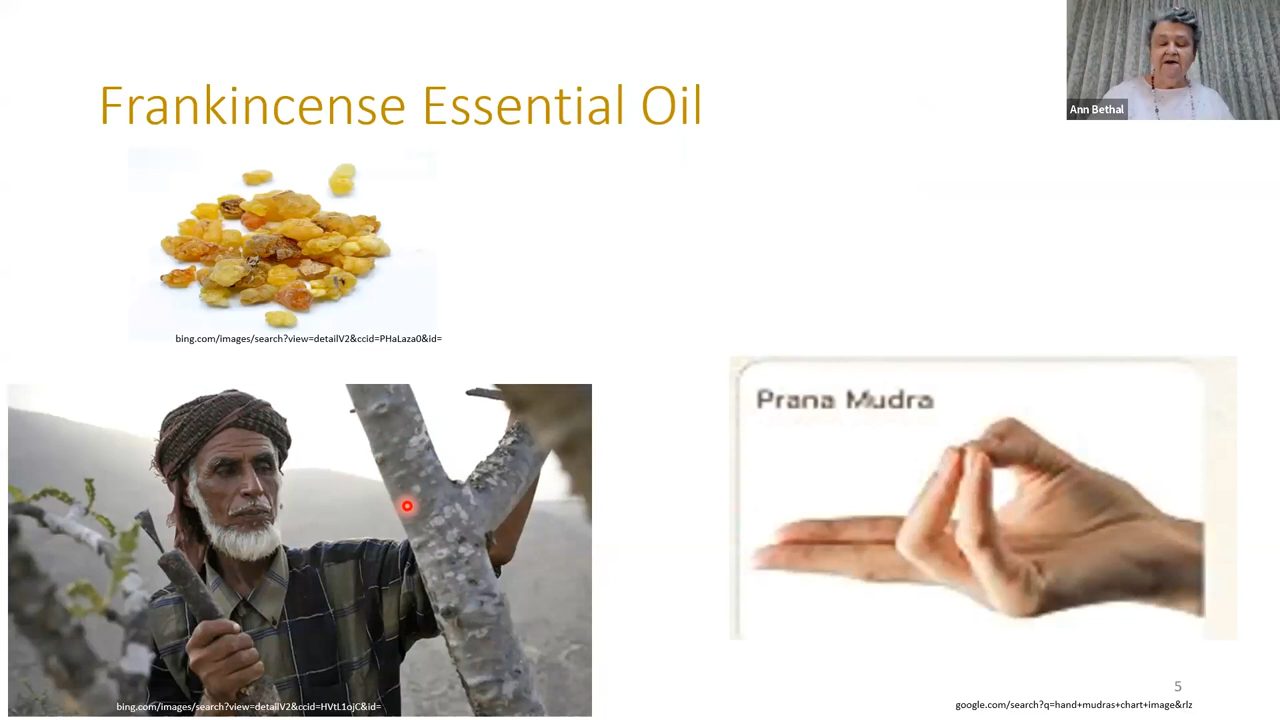 Ann Bethal
Frankincense Essential Oil
bing.com/images/search?view=detailV2&ccid=PHaLaza0&id=
Prana Mudra
bing.com/images/search?view=detailV2&ccid=HVtL1ojC&id=
5
google.com/search?q=hand+mudras+chart+image&rlz